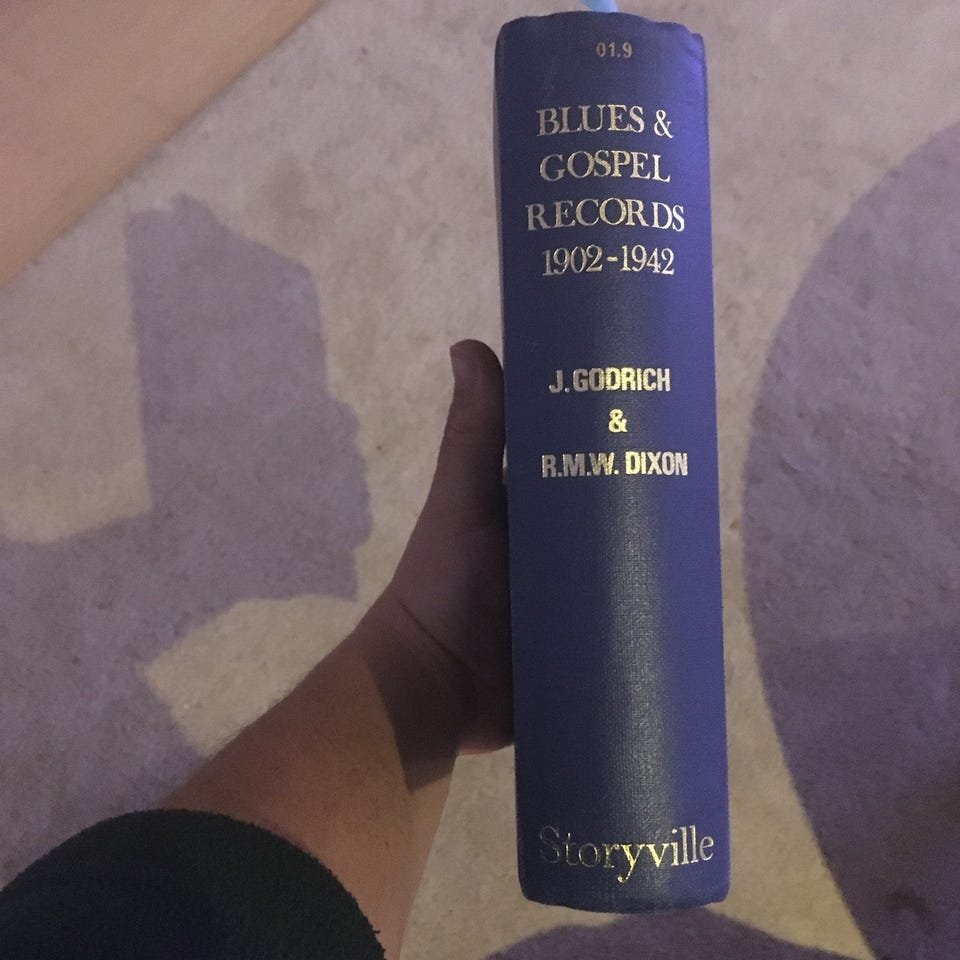 01.9
BLUES &
GOSPEL
RECORDS
1902-1942
J. GODRICH
&
R.M.W. DIXON
Storyville